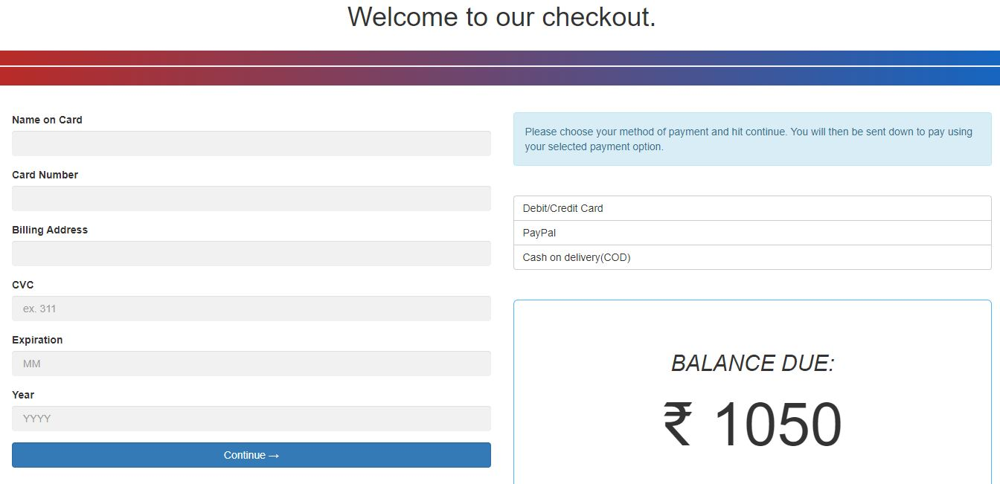 Welcome to our checkout.
Name on Card
Card Number
Billing Address
CVC
ex. 311
Expiration
MM
Year
YYYY
Continue →
Please choose your method of payment and hit continue. You will then be sent down to pay using
your selected payment option.
Debit/Credit Card
PayPal
Cash on delivery(COD)
BALANCE DUE:
₹ 1050